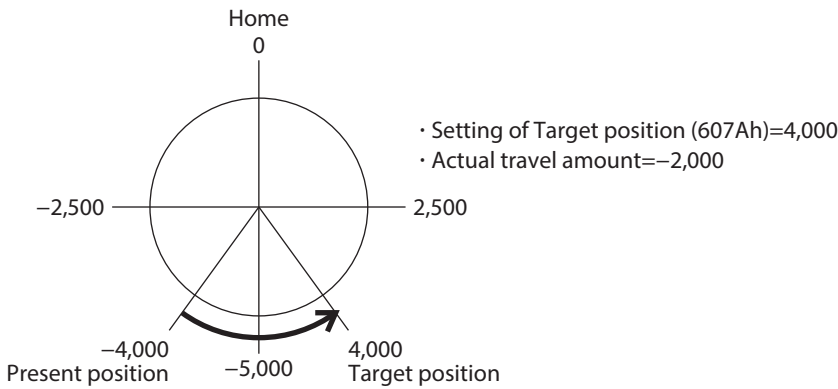 Home
0
· Setting of Target position (607Ah)=4,000
· Actual travel amount=−2,000
−2,500
2,500
−4,000
Present position
−5,000
4,000
Target position